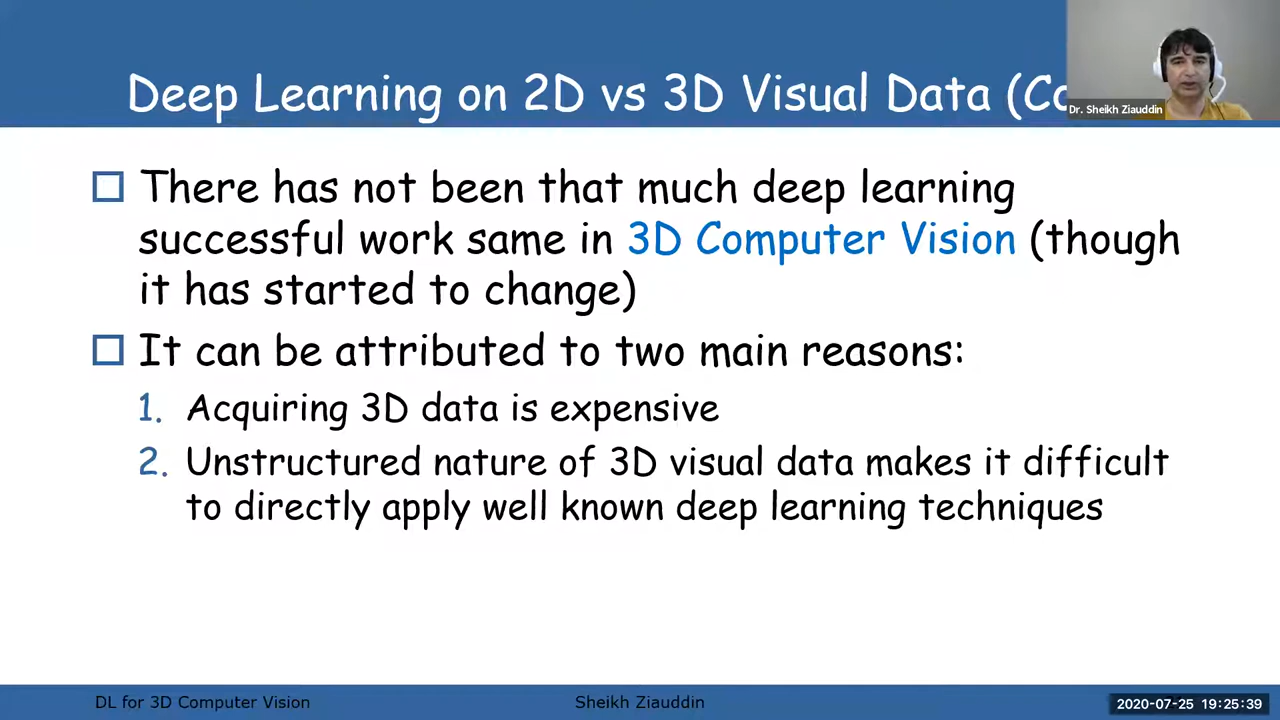 Deep Learning on 2D vs 3D Visual Data (Co
Dr. Sheikh Ziauddin
There has not been that much deep learning
successful work same in 3D Computer Vision (though
it has started to change)
It can be attributed to two main reasons:
1. Acquiring 3D data is expensive
2. Unstructured nature of 3D visual data makes it difficult
to directly apply well known deep learning techniques
DL for 3D Computer Vision
Sheikh Ziauddin
2020-07-25 19:25:39